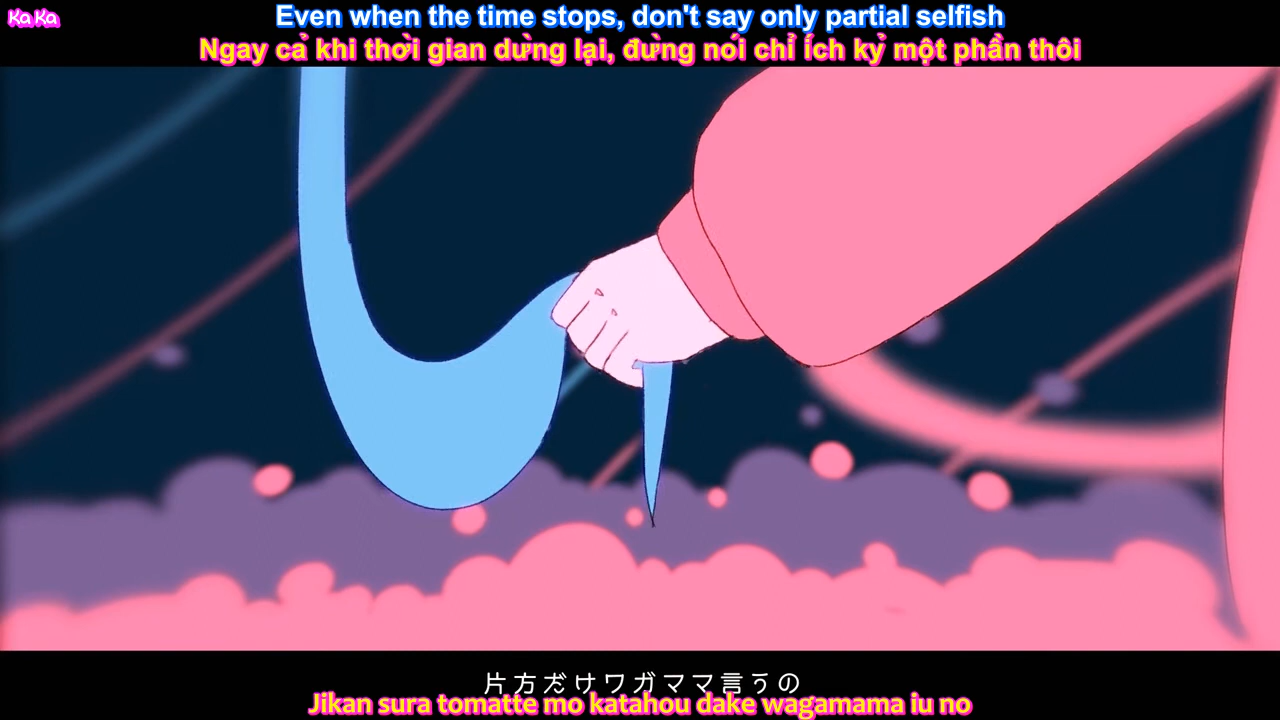 KaKa
Even when the time stops, don't say only partial selfish
Ngay cả khi thời gian dừng lại, đừng nói chỉ ích kỷ một phần thôi
片方だけワガママ言うの
Jikan sura tomatte mo katahou dake wagamama iu no